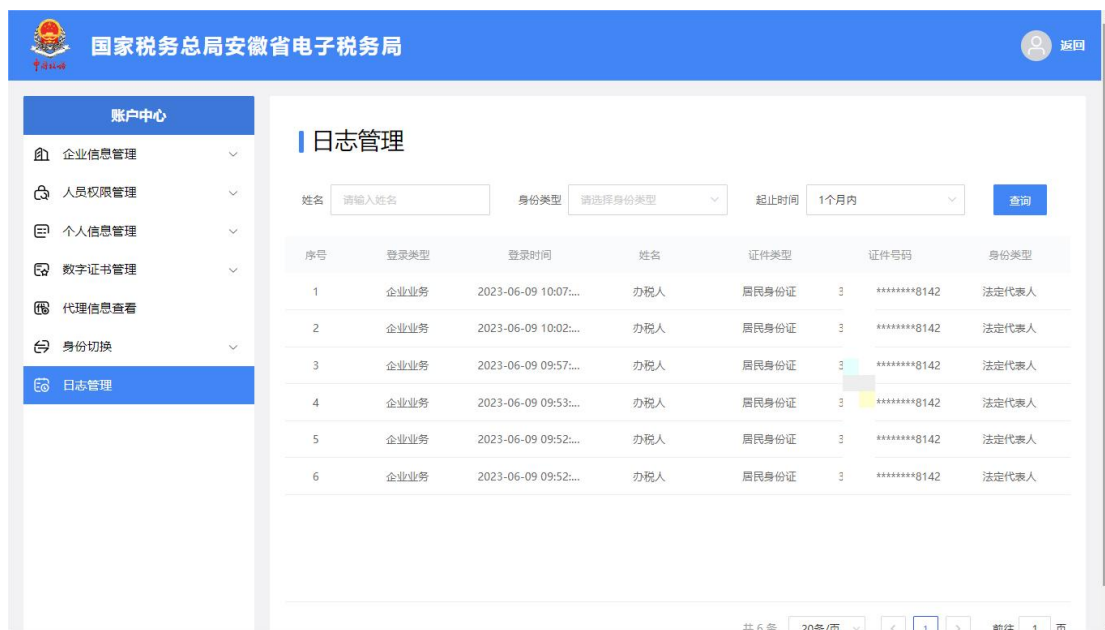 国家税务总局安徽省电子税务局
返回
账户中心
企业信息管理
人员权限管理
个人信息管理
数字证书管理
代理信息查看
身份切换
日志管理
日志管理
姓名 请输入姓名 身份类型 请选择身份类型 起止时间 1个月内 查询
序号 登录类型 登录时间 姓名 证件类型 证件号码 身份类型
1 企业业务 2023-06-09 10:07:... 办税人 居民身份证 3 ********8142 法定代表人
2 企业业务 2023-06-09 10:02:... 办税人 居民身份证 3 ********8142 法定代表人
3 企业业务 2023-06-09 09:57:... 办税人 居民身份证 3 ********8142 法定代表人
4 企业业务 2023-06-09 09:53:... 办税人 居民身份证 3 ********8142 法定代表人
5 企业业务 2023-06-09 09:52:... 办税人 居民身份证 3 ********8142 法定代表人
6 企业业务 2023-06-09 09:52:... 办税人 居民身份证 3 ********8142 法定代表人
共 6 条 20条/页 < 1 > 前往 1 页